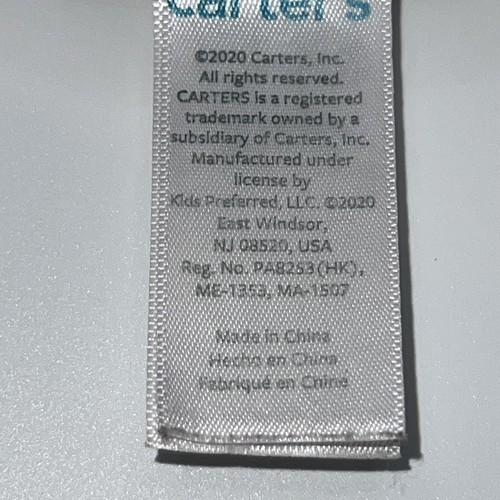 carter's
©2020 Carters, Inc.
All rights reserved.
CARTERS is a registered
trademark owned by a
subsidiary of Carters, Inc.
Manufactured under
license by
Kids Preferred, LLC. ©2020
East Windsor,
NJ 08520, USA
Reg. No. PA8253(HK),
ME-1353, MA-1507
Made in China
Hecho en China
Fabriqué en Chine